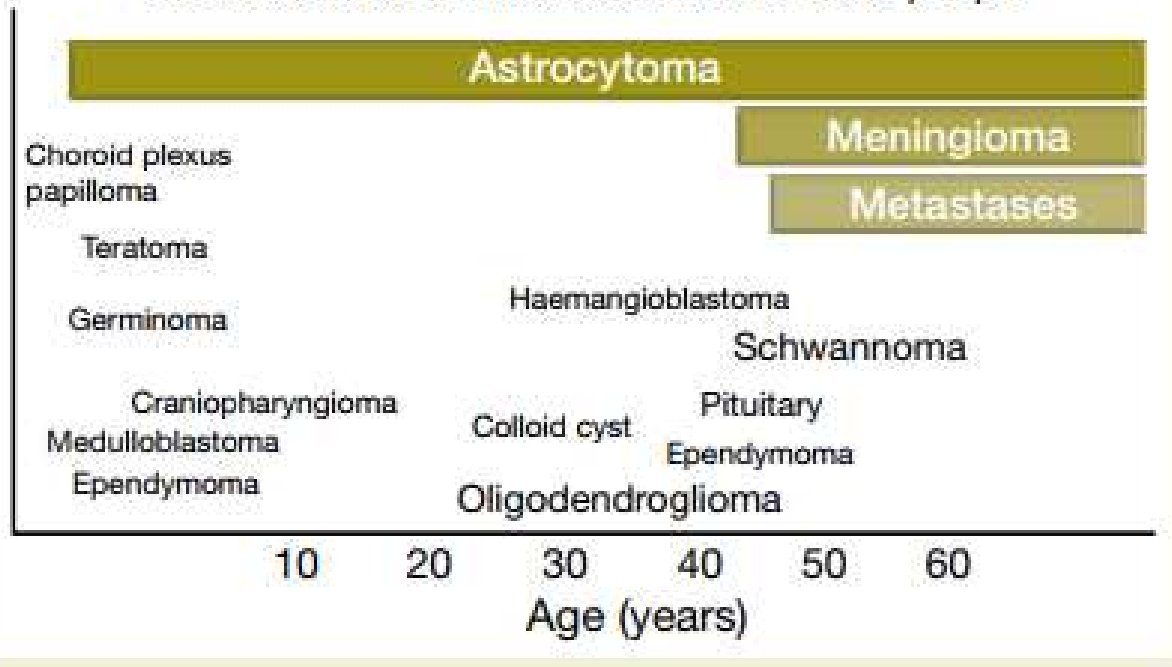 Astrocytoma
Meningioma
Choroid plexus
papilloma
Metastases
Teratoma
Haemangioblastoma
Germinoma
Schwannoma
Craniopharyngioma
Pituitary
Colloid cyst
Medulloblastoma
Ependymoma
Ependymoma
Oligodendroglioma
10 20 30 40 50 60
Age (years)